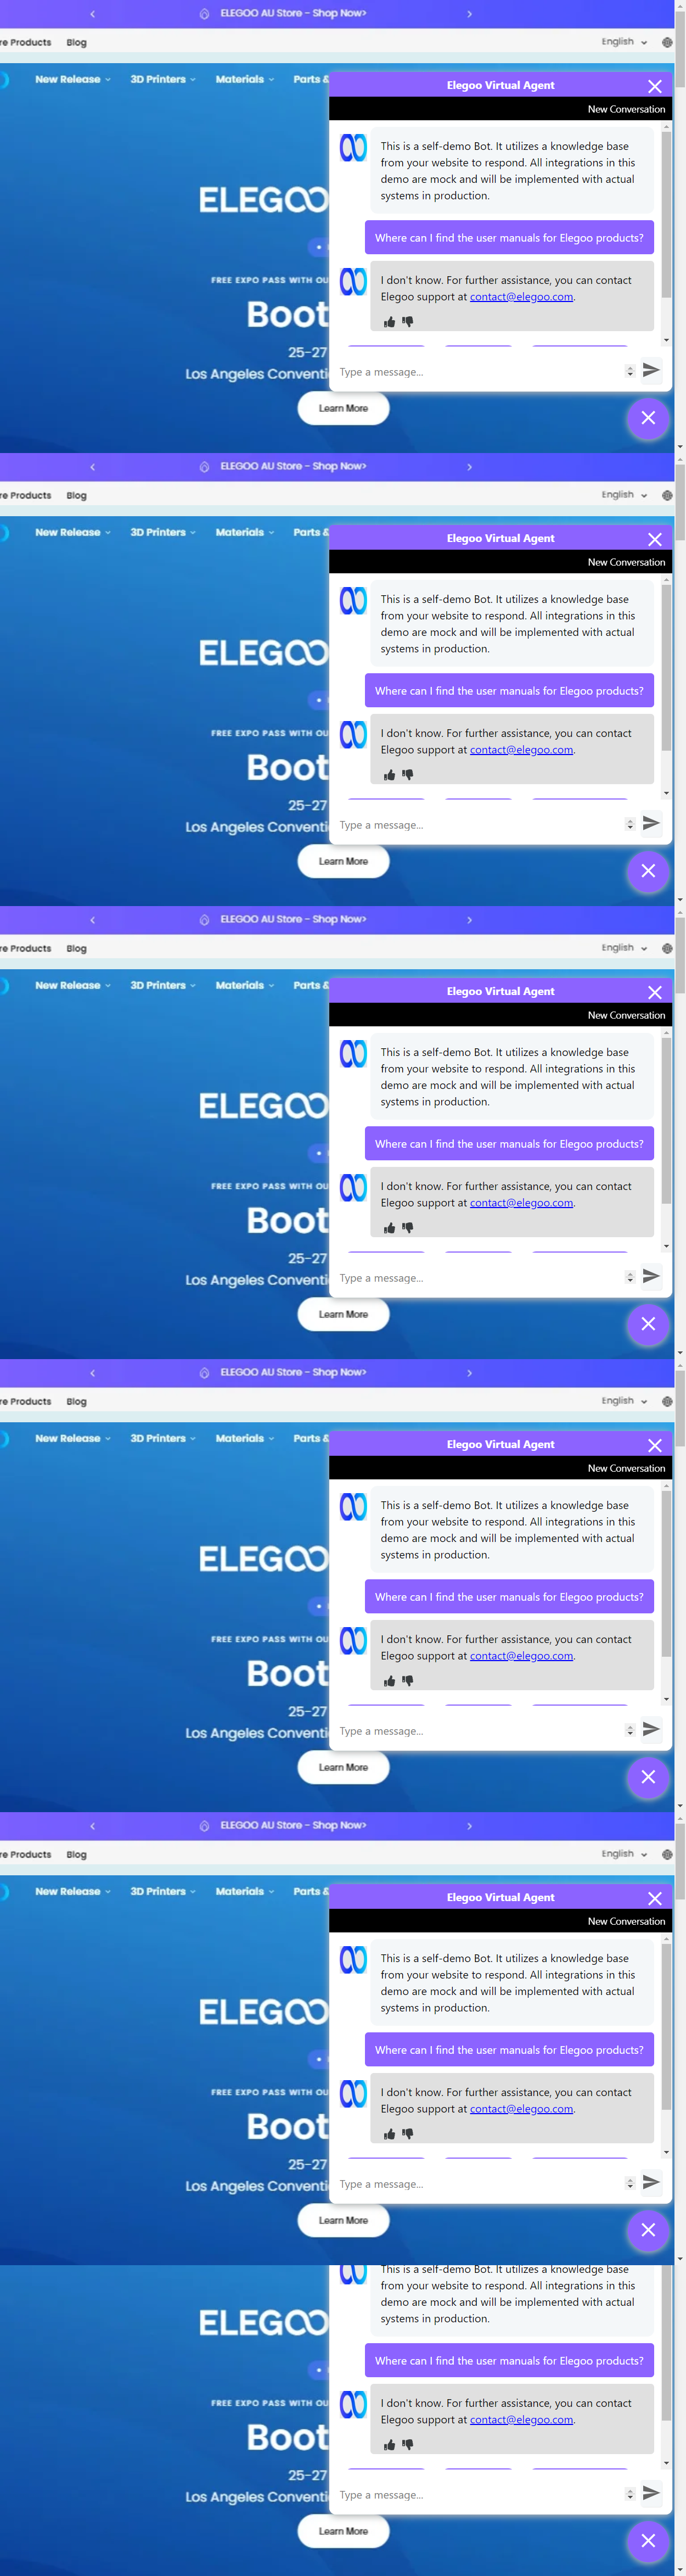 ELEGOO AU Store - Shop Now>
re Products Blog English
New Release 3D Printers Materials Parts &
Elegoo Virtual Agent
New Conversation
This is a self-demo Bot. It utilizes a knowledge base
from your website to respond. All integrations in this
demo are mock and will be implemented with actual
systems in production.
ELEGOO
Where can I find the user manuals for Elegoo products?
FREE EXPO PASS WITH OU
I don't know. For further assistance, you can contact
Elegoo support at contact@elegoo.com.
Boot
25-27
Los Angeles Conventi
Type a message...
Learn More
ELEGOO AU Store - Shop Now>
re Products Blog English
New Release 3D Printers Materials Parts &
Elegoo Virtual Agent
New Conversation
This is a self-demo Bot. It utilizes a knowledge base
from your website to respond. All integrations in this
demo are mock and will be implemented with actual
systems in production.
ELEGOO
Where can I find the user manuals for Elegoo products?
FREE EXPO PASS WITH OU
I don't know. For further assistance, you can contact
Elegoo support at contact@elegoo.com.
Boot
25-27
Los Angeles Conventi
Type a message...
Learn More
ELEGOO AU Store - Shop Now>
re Products Blog English
New Release 3D Printers Materials Parts &
Elegoo Virtual Agent
New Conversation
This is a self-demo Bot. It utilizes a knowledge base
from your website to respond. All integrations in this
demo are mock and will be implemented with actual
systems in production.
ELEGOO
Where can I find the user manuals for Elegoo products?
FREE EXPO PASS WITH OU
I don't know. For further assistance, you can contact
Elegoo support at contact@elegoo.com.
Boot
25-27
Los Angeles Conventi
Type a message...
Learn More
ELEGOO AU Store - Shop Now>
re Products Blog English
New Release 3D Printers Materials Parts &
Elegoo Virtual Agent
New Conversation
This is a self-demo Bot. It utilizes a knowledge base
from your website to respond. All integrations in this
demo are mock and will be implemented with actual
systems in production.
ELEGOO
Where can I find the user manuals for Elegoo products?
FREE EXPO PASS WITH OU
I don't know. For further assistance, you can contact
Elegoo support at contact@elegoo.com.
Boot
25-27
Los Angeles Conventi
Type a message...
Learn More
ELEGOO AU Store - Shop Now>
re Products Blog English
New Release 3D Printers Materials Parts &
Elegoo Virtual Agent
New Conversation
This is a self-demo Bot. It utilizes a knowledge base
from your website to respond. All integrations in this
demo are mock and will be implemented with actual
systems in production.
ELEGOO
Where can I find the user manuals for Elegoo products?
FREE EXPO PASS WITH OU
I don't know. For further assistance, you can contact
Elegoo support at contact@elegoo.com.
Boot
25-27
Los Angeles Conventi
Type a message...
Learn More
This is a self-demo Bot. It utilizes a knowledge base
from your website to respond. All integrations in this
demo are mock and will be implemented with actual
systems in production.
ELEGOO
Where can I find the user manuals for Elegoo products?
FREE EXPO PASS WITH OU
I don't know. For further assistance, you can contact
Elegoo support at contact@elegoo.com.
Boot
25-27
Los Angeles Conventi
Type a message...
Learn More